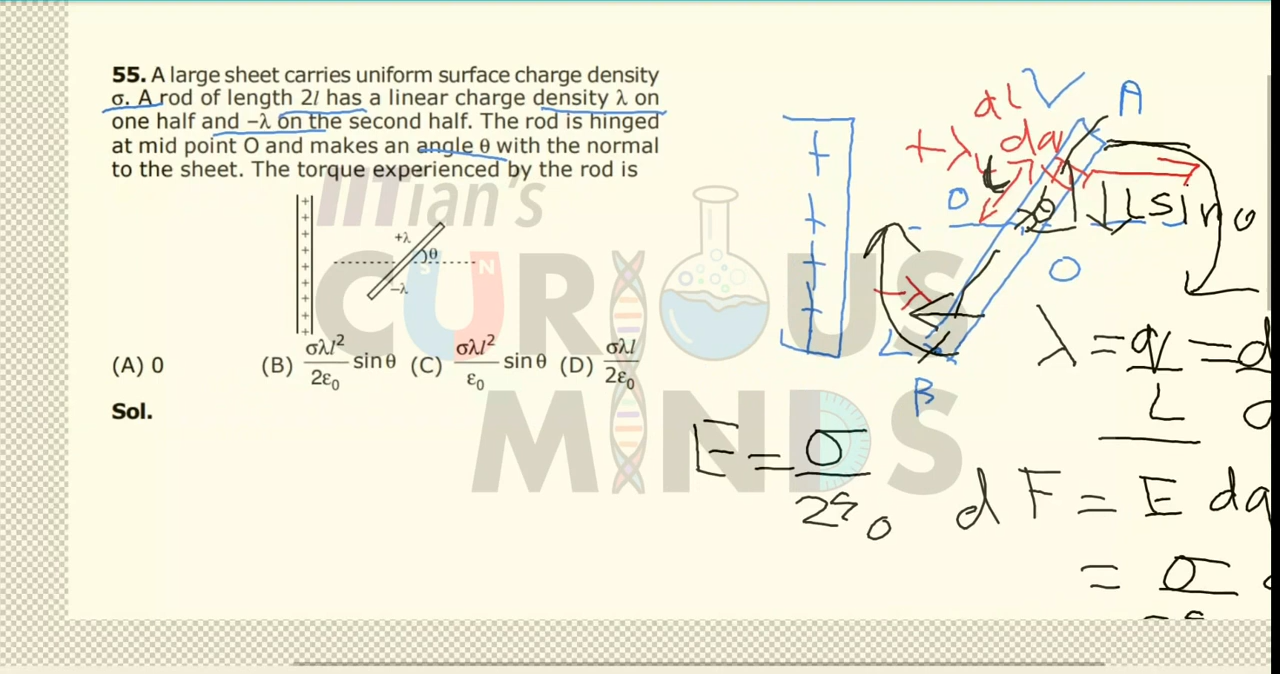 55. A large sheet carries uniform surface charge density
σ. A rod of length 2l has a linear charge density λ on
one half and −λ on the second half. The rod is hinged
at mid point O and makes an angle θ with the normal
to the sheet. The torque experienced by the rod is
+λ
θ
−λ
(A) 0 (B) σλl²/2ε₀ sinθ (C) σλl²/ε₀ sinθ (D) σλl/2ε₀
Sol.
IITian's
CURIOUS
S N
MINDS
dl
A
+λ
dq
θ
l sin θ
O
−λ
B
λ = q/L = d
E = σ/2ε₀
dF = E dq
= σ